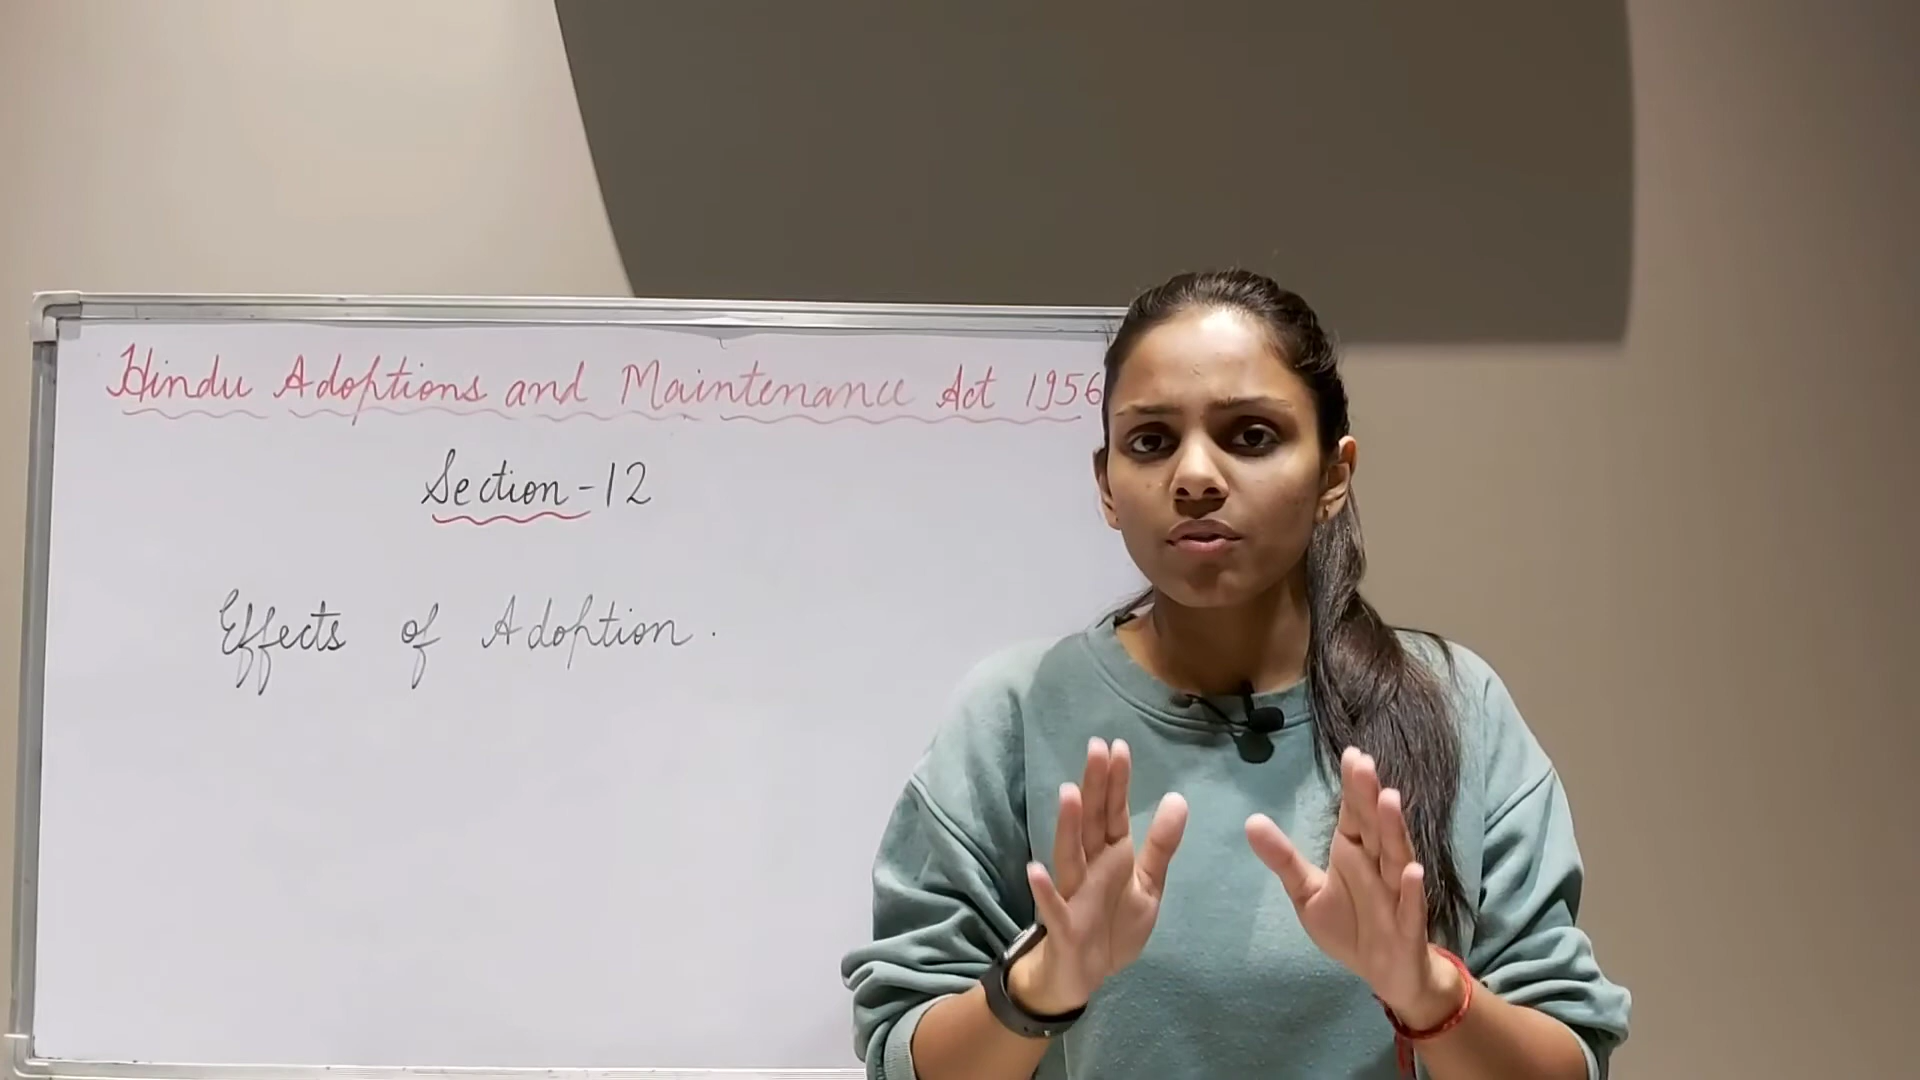 Hindu Adoptions and Maintenance Act 1956
Section-12
Effects of Adoption.